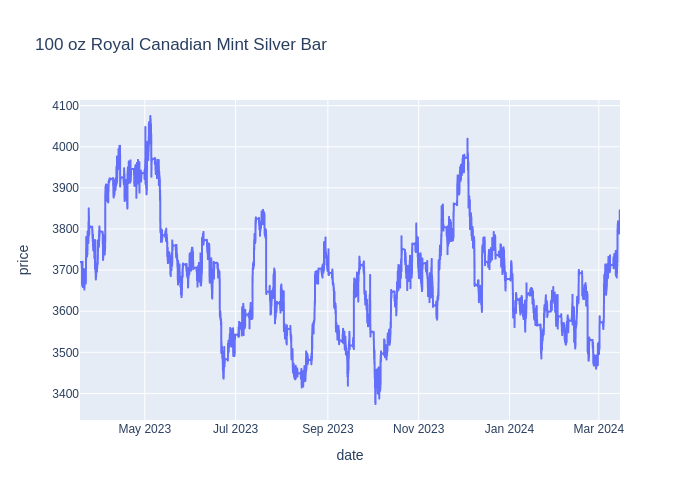 100 oz Royal Canadian Mint Silver Bar
4100
4000
3900
3800
3700
3600
3500
3400
price
May 2023
Jul 2023
Sep 2023
Nov 2023
Jan 2024
Mar 2024
date